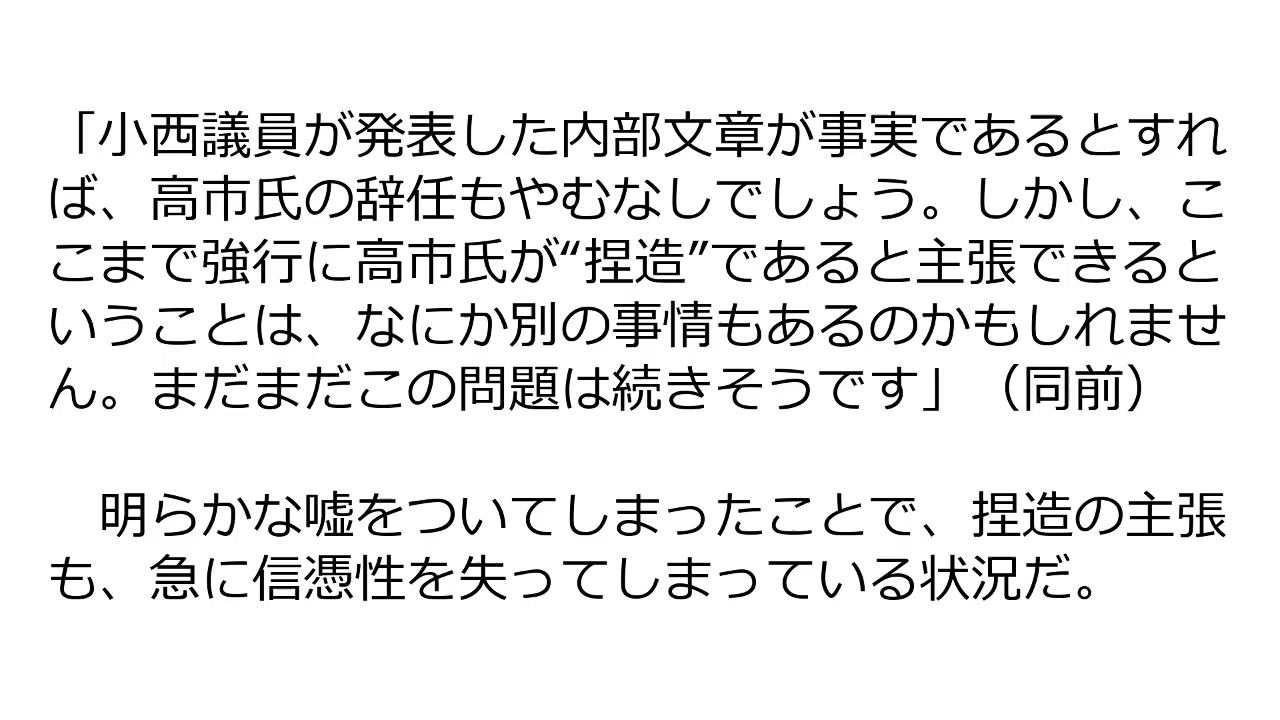 「小西議員が発表した内部文章が事実であるとすれ
ば、高市氏の辞任もやむなしでしょう。しかし、こ
こまで強行に高市氏が“捏造”であると主張できると
いうことは、なにか別の事情もあるのかもしれませ
ん。まだまだこの問題は続きそうです」（同前）
　明らかな嘘をついてしまったことで、捏造の主張
も、急に信憑性を失ってしまっている状況だ。